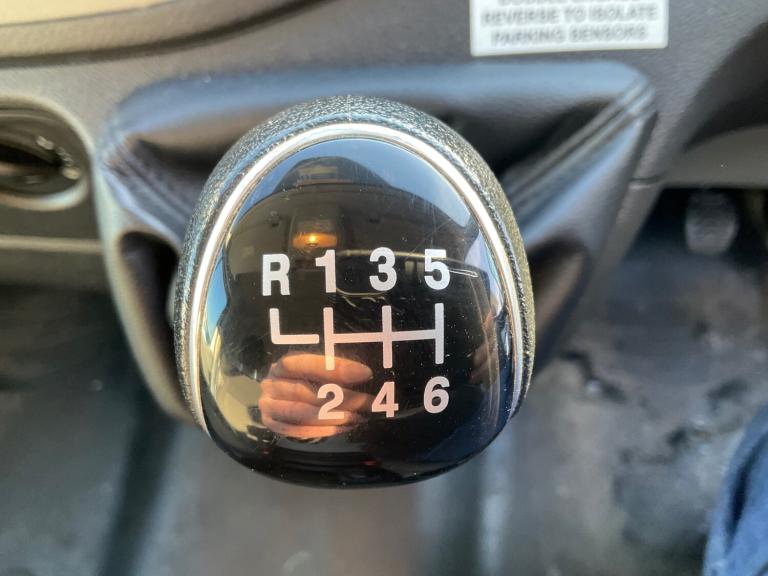 REVERSE TO ISOLATE
PARKING SENSORS
R 1 3 5
2 4 6